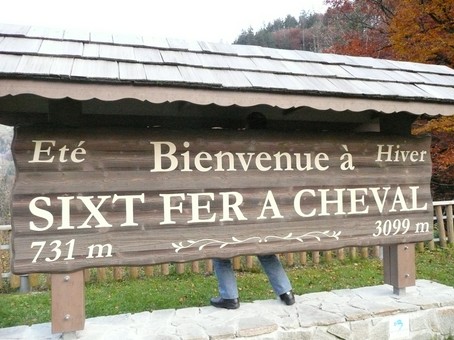 Eté Bienvenue à Hiver
SIXT FER A CHEVAL
731 m 3099 m